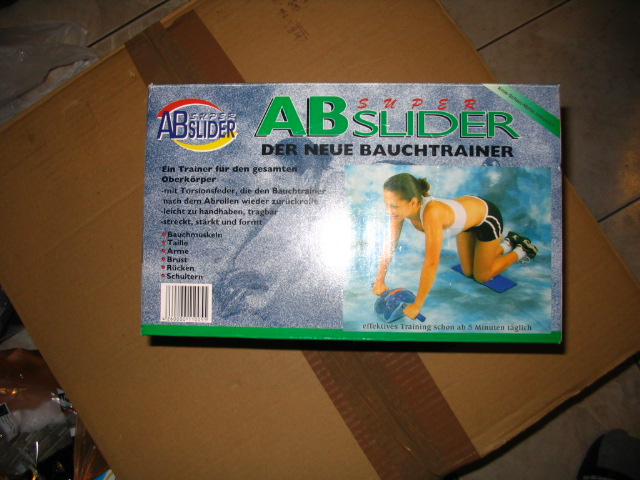 SUPER
AB SLIDER
SUPER
AB SLIDER
DER NEUE BAUCHTRAINER
Ein Trainer für den gesamten
Oberkörper
-mit Torsionsfeder, die den Bauchtrainer
nach dem Abrollen wieder zurückrollt
-leicht zu handhaben, tragbar
-streckt, stärkt und formt
Bauchmuskeln
Taille
Arme
Brust
Rücken
Schultern
effektives Training schon ab 5 Minuten täglich